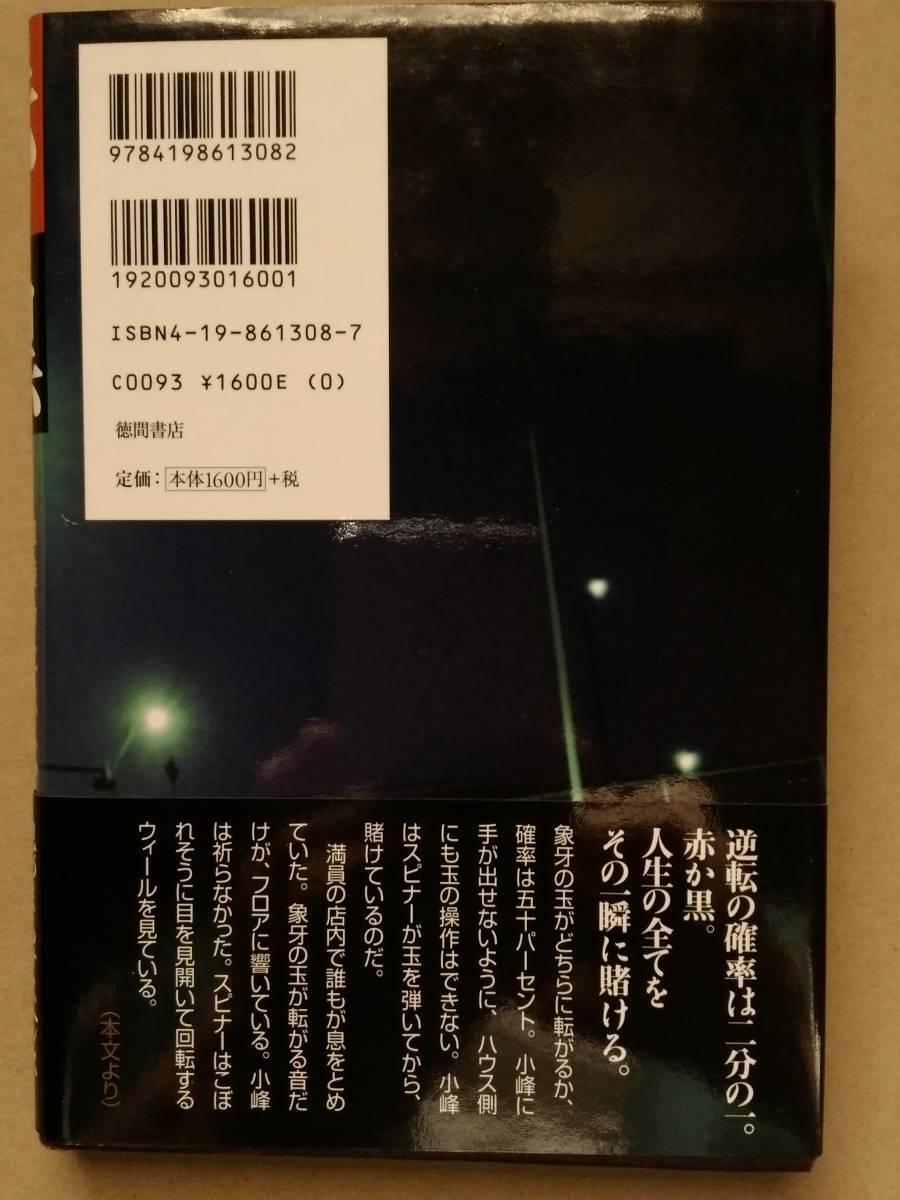 9784198613082
1920093016001
ISBN4-19-861308-7
C0093 ¥1600E (0)
徳間書店
定価：本体1600円+税
逆転の確率は二分の一。
赤か黒。
人生の全てを
その一瞬に賭ける。
象牙の玉がどちらに転がるか、
確率は五十パーセント。小峰に
手が出せないように、ハウス側
にも玉の操作はできない。小峰
はスピナーが玉を弾いてから、
賭けているのだ。
満員の店内で誰もが息をとめ
ていた。象牙の玉が転がる音だ
けが、フロアに響いている。小峰
は祈らなかった。スピナーはこぼ
れそうに目を見開いて回転する
ウィールを見ている。
（本文より）